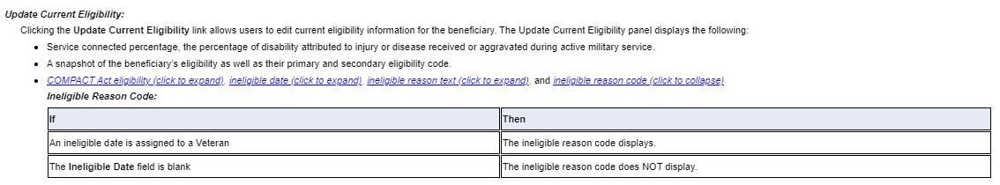 Update Current Eligibility:
Clicking the Update Current Eligibility link allows users to edit current eligibility information for the beneficiary. The Update Current Eligibility panel displays the following:
• Service connected percentage, the percentage of disability attributed to injury or disease received or aggravated during active military service.
• A snapshot of the beneficiary's eligibility as well as their primary and secondary eligibility code.
• COMPACT Act eligibility (click to expand), ineligible date (click to expand), ineligible reason text (click to expand), and ineligible reason code (click to collapse)
Ineligible Reason Code:
If Then
An ineligible date is assigned to a Veteran The ineligible reason code displays.
The Ineligible Date field is blank The ineligible reason code does NOT display.